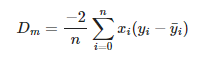 $$D_m = \frac{-2}{n} \sum_{i=0}^{n} x_i(y_i - \bar{y}_i)$$